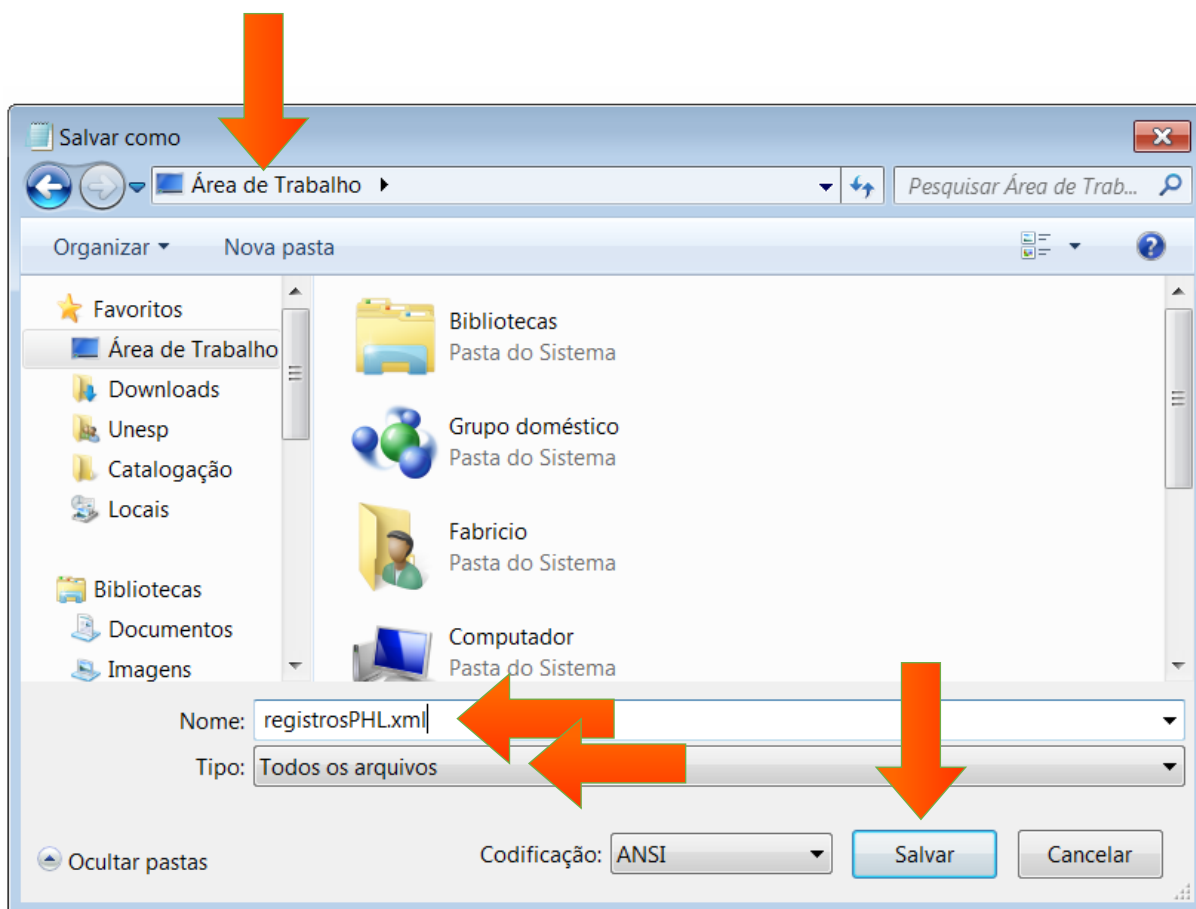 Salvar como
Área de Trabalho
Pesquisar Área de Trab...
Organizar
Nova pasta
Favoritos
Área de Trabalho
Downloads
Unesp
Catalogação
Locais
Bibliotecas
Documentos
Imagens
Bibliotecas
Pasta do Sistema
Grupo doméstico
Pasta do Sistema
Fabricio
Pasta do Sistema
Computador
Pasta do Sistema
Nome: registrosPHL.xml
Tipo: Todos os arquivos
Ocultar pastas
Codificação: ANSI
Salvar
Cancelar